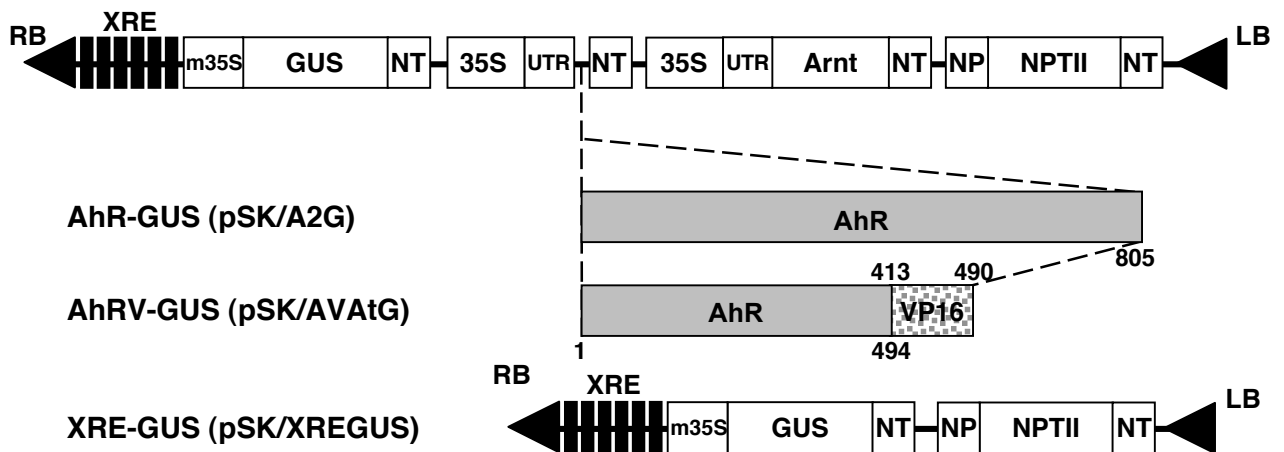 RB XRE m35S GUS NT 35S UTR NT 35S UTR Arnt NT NP NPTII NT LB
AhR-GUS (pSK/A2G) AhR
805
413 490
AhRV-GUS (pSK/AVAtG) AhR VP16
1 494
RB XRE LB
XRE-GUS (pSK/XREGUS) m35S GUS NT NP NPTII NT